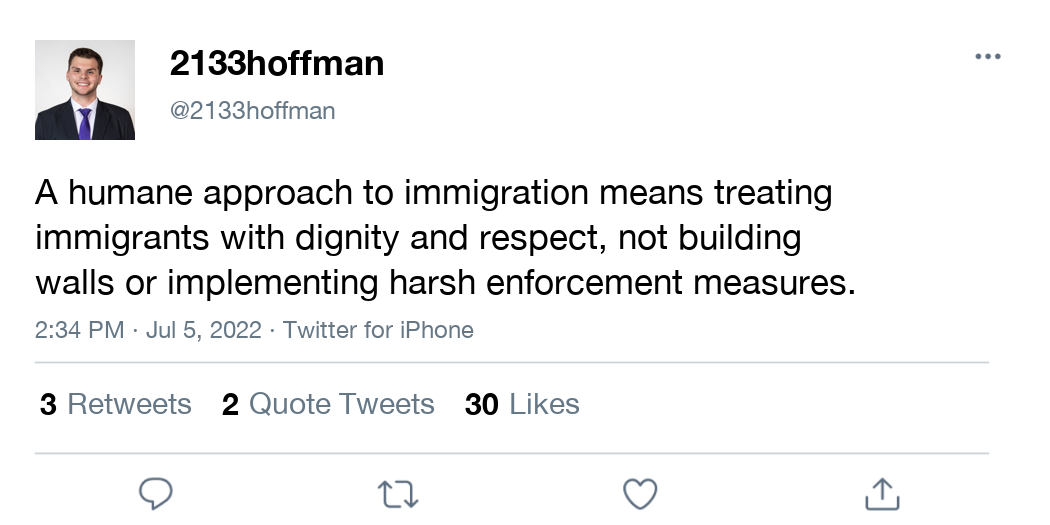 2133hoffman
@2133hoffman
A humane approach to immigration means treating
immigrants with dignity and respect, not building
walls or implementing harsh enforcement measures.
2:34 PM · Jul 5, 2022 · Twitter for iPhone
3 Retweets 2 Quote Tweets 30 Likes